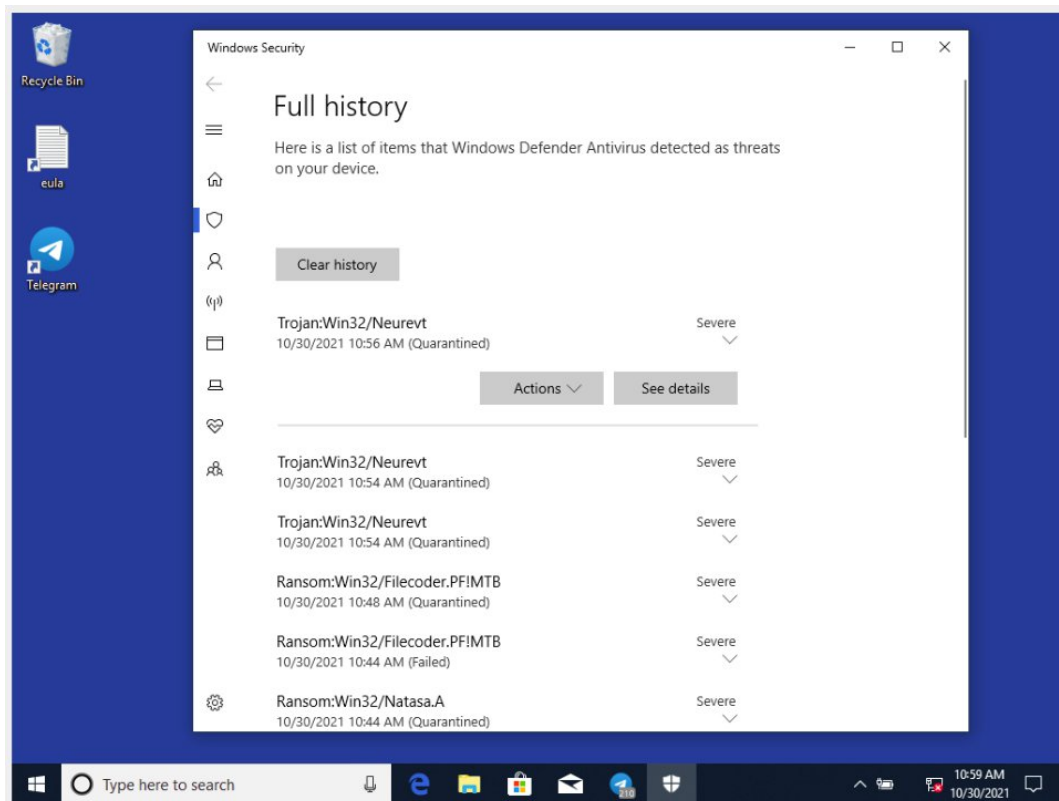 Recycle Bin
eula
Telegram
Windows Security
Full history
Here is a list of items that Windows Defender Antivirus detected as threats
on your device.
Clear history
Trojan:Win32/Neurevt
Severe
10/30/2021 10:56 AM (Quarantined)
Actions
See details
Trojan:Win32/Neurevt
Severe
10/30/2021 10:54 AM (Quarantined)
Trojan:Win32/Neurevt
Severe
10/30/2021 10:54 AM (Quarantined)
Ransom:Win32/Filecoder.PF!MTB
Severe
10/30/2021 10:48 AM (Quarantined)
Ransom:Win32/Filecoder.PF!MTB
Severe
10/30/2021 10:44 AM (Failed)
Ransom:Win32/Natasa.A
Severe
10/30/2021 10:44 AM (Quarantined)
Type here to search
210
10:59 AM
10/30/2021